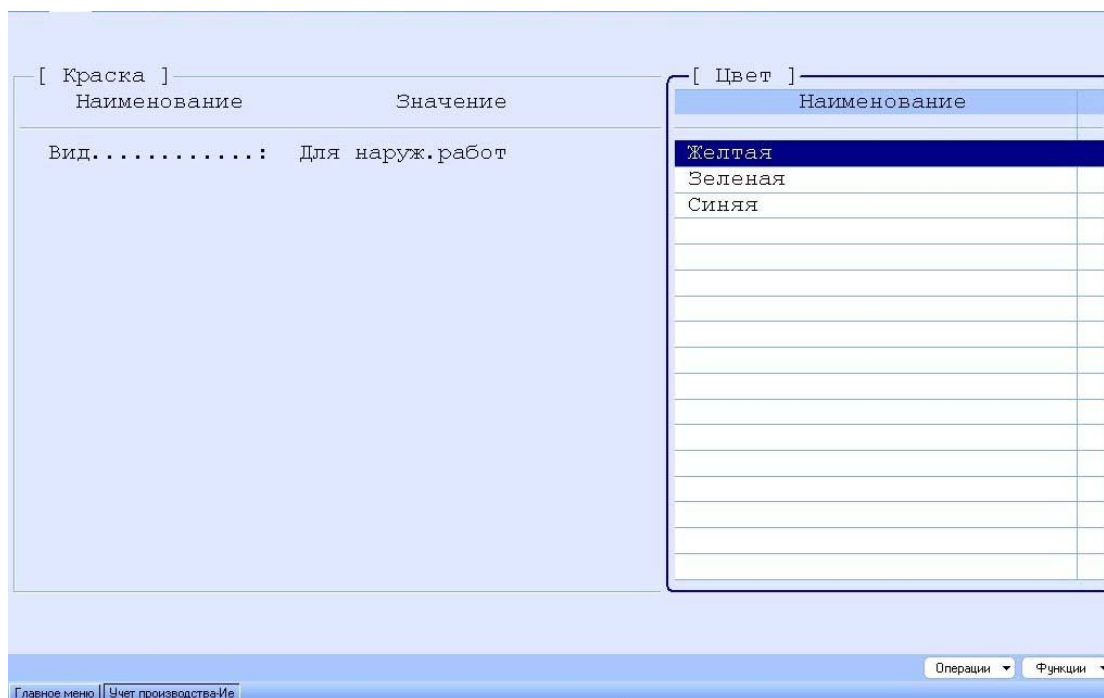 [ Краска ]
Наименование Значение
Вид............: Для наруж.работ
[ Цвет ]
Наименование
Желтая
Зеленая
Синяя
Операции Функции
Главное меню Учет производства-Ие